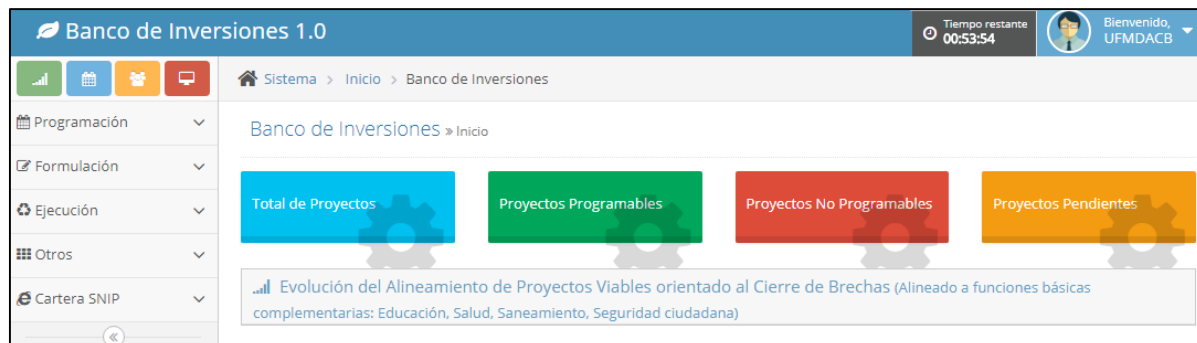 Banco de Inversiones 1.0
Tiempo restante
00:53:54
Bienvenido,
UFMDACB
Sistema > Inicio > Banco de Inversiones
Programación
Formulación
Ejecución
Otros
Cartera SNIP
Banco de Inversiones » Inicio
Total de Proyectos
Proyectos Programables
Proyectos No Programables
Proyectos Pendientes
Evolución del Alineamiento de Proyectos Viables orientado al Cierre de Brechas (Alineado a funciones básicas
complementarias: Educación, Salud, Saneamiento, Seguridad ciudadana)